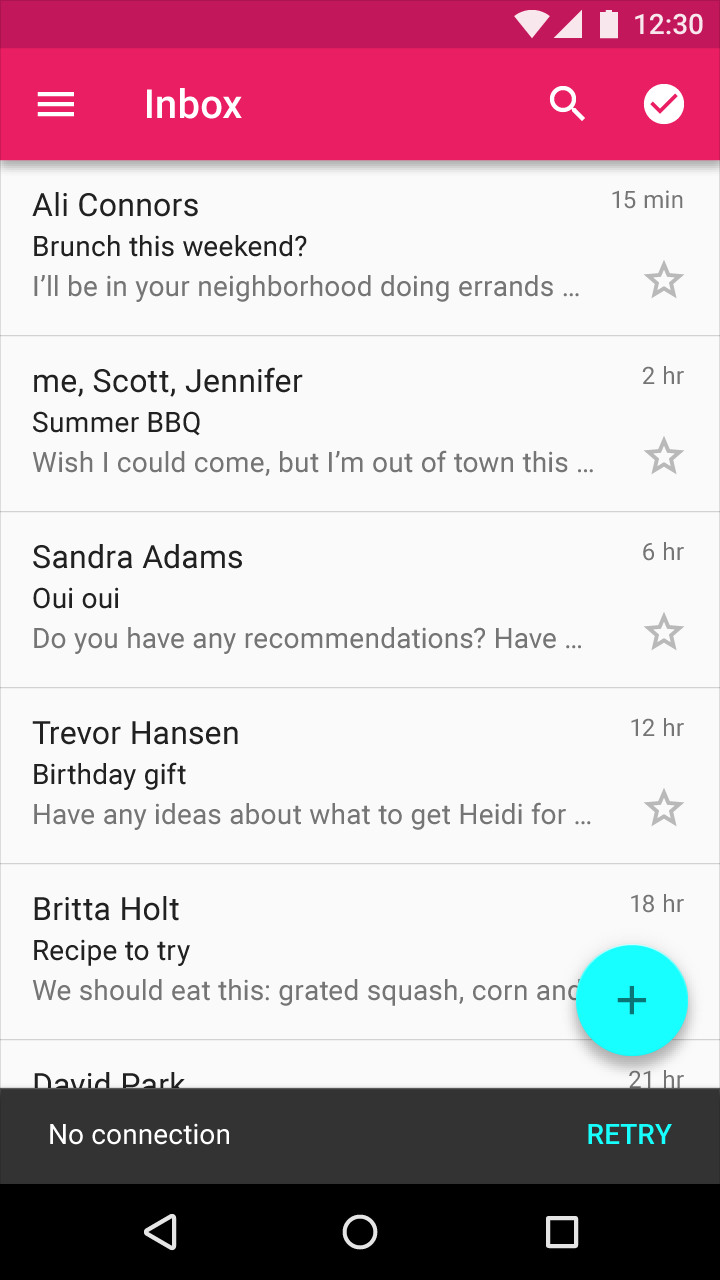 12:30
Inbox
Ali Connors
15 min
Brunch this weekend?
I’ll be in your neighborhood doing errands …
me, Scott, Jennifer
2 hr
Summer BBQ
Wish I could come, but I’m out of town this …
Sandra Adams
6 hr
Oui oui
Do you have any recommendations? Have …
Trevor Hansen
12 hr
Birthday gift
Have any ideas about what to get Heidi for …
Britta Holt
18 hr
Recipe to try
We should eat this: grated squash, corn and
David Park
21 hr
No connection
RETRY